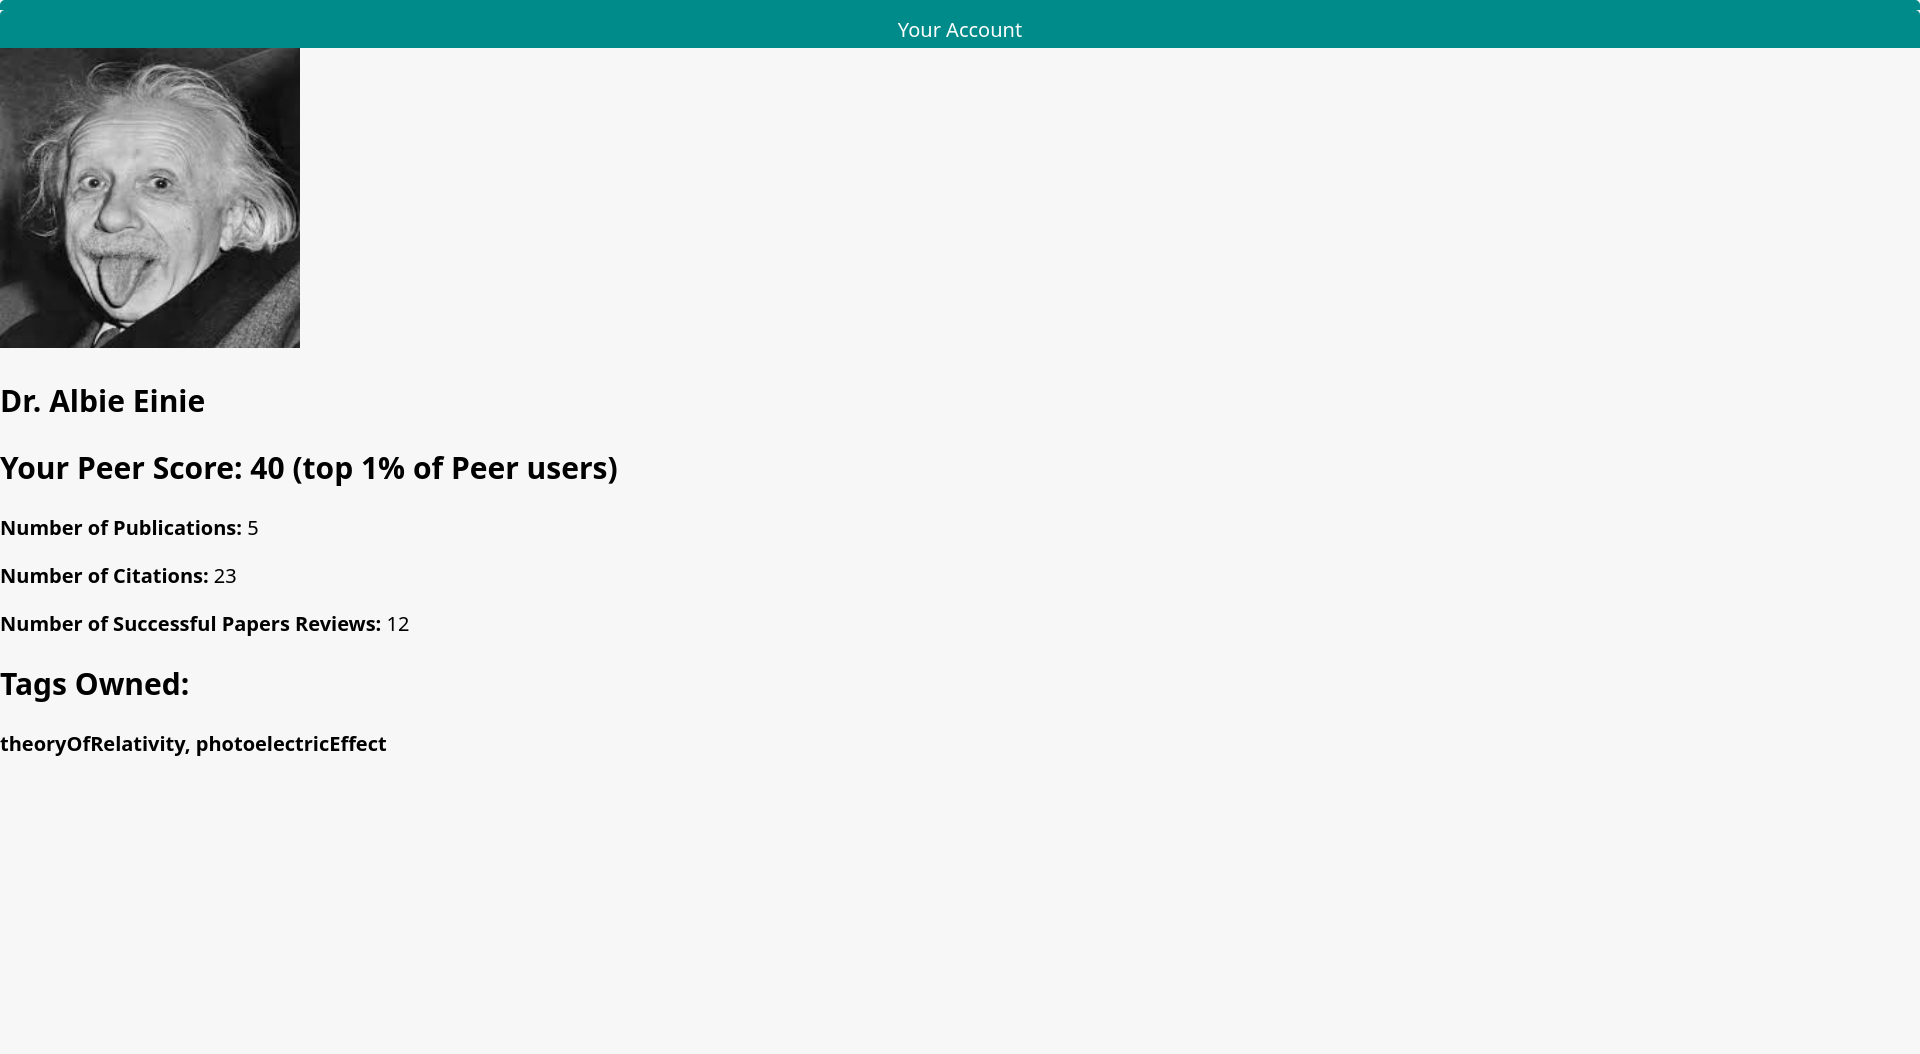 Your Account
Dr. Albie Einie
Your Peer Score: 40 (top 1% of Peer users)
Number of Publications: 5
Number of Citations: 23
Number of Successful Papers Reviews: 12
Tags Owned:
theoryOfRelativity, photoelectricEffect